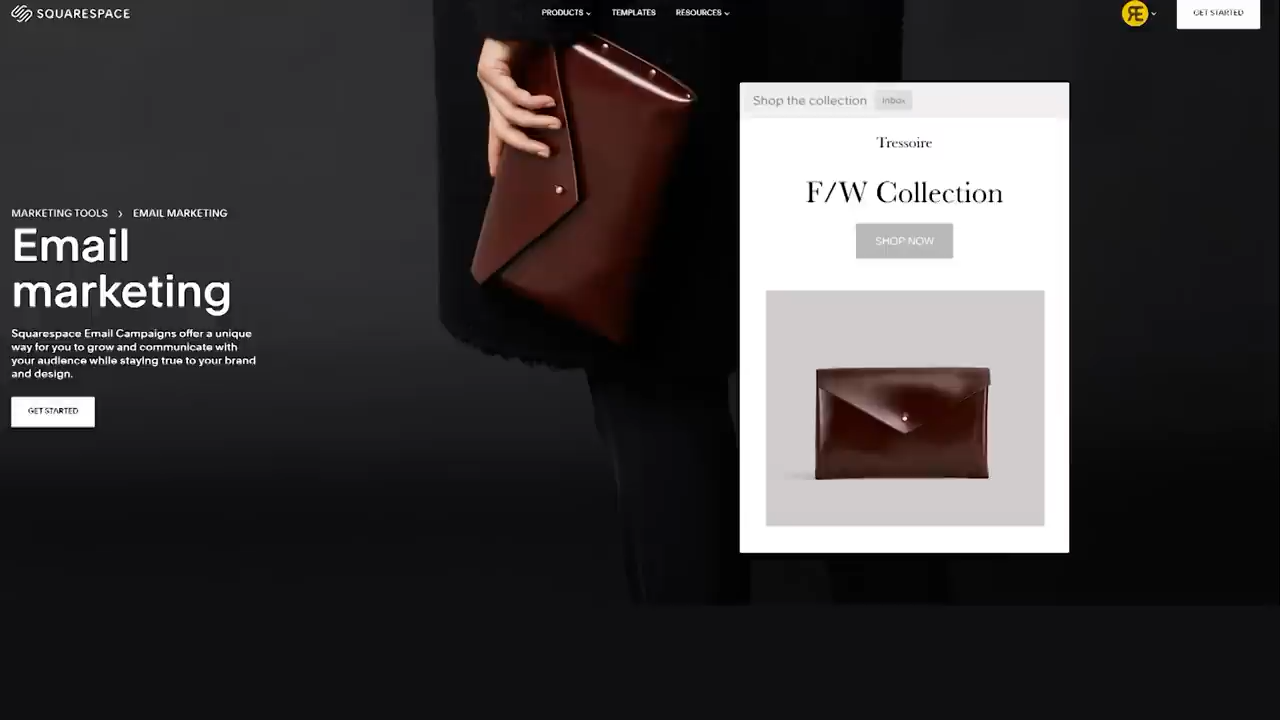 SQUARESPACE
PRODUCTS
TEMPLATES
RESOURCES
RE
GET STARTED
MARKETING TOOLS › EMAIL MARKETING
Email
marketing
Squarespace Email Campaigns offer a unique
way for you to grow and communicate with
your audience while staying true to your brand
and design.
GET STARTED
Shop the collection Inbox
Tressoire
F/W Collection
SHOP NOW